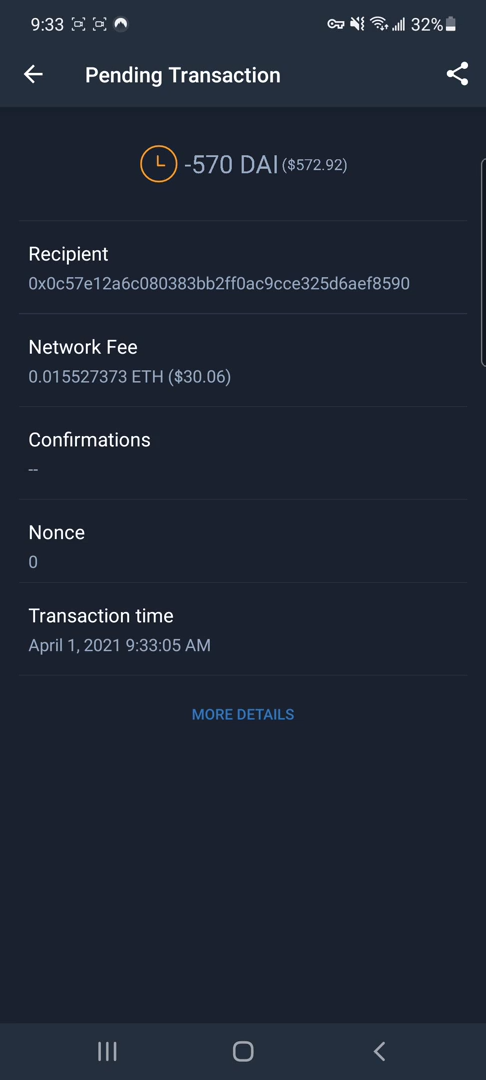 9:33 32%
Pending Transaction
-570 DAI ($572.92)
Recipient
0x0c57e12a6c080383bb2ff0ac9cce325d6aef8590
Network Fee
0.015527373 ETH ($30.06)
Confirmations
--
Nonce
0
Transaction time
April 1, 2021 9:33:05 AM
MORE DETAILS